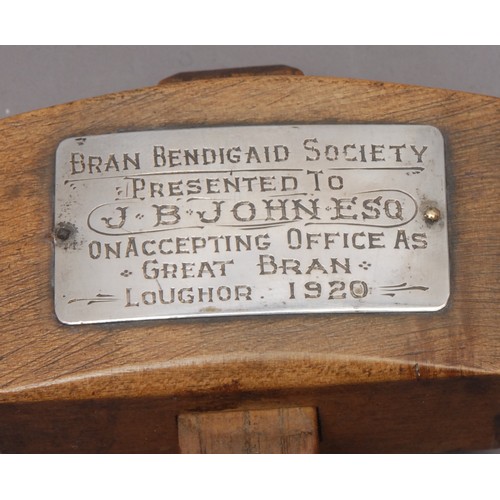 BRAN BENDIGAID SOCIETY
PRESENTED TO
J·B·JOHN·ESQ
ON ACCEPTING OFFICE AS
GREAT BRAN
LOUGHOR. 1920